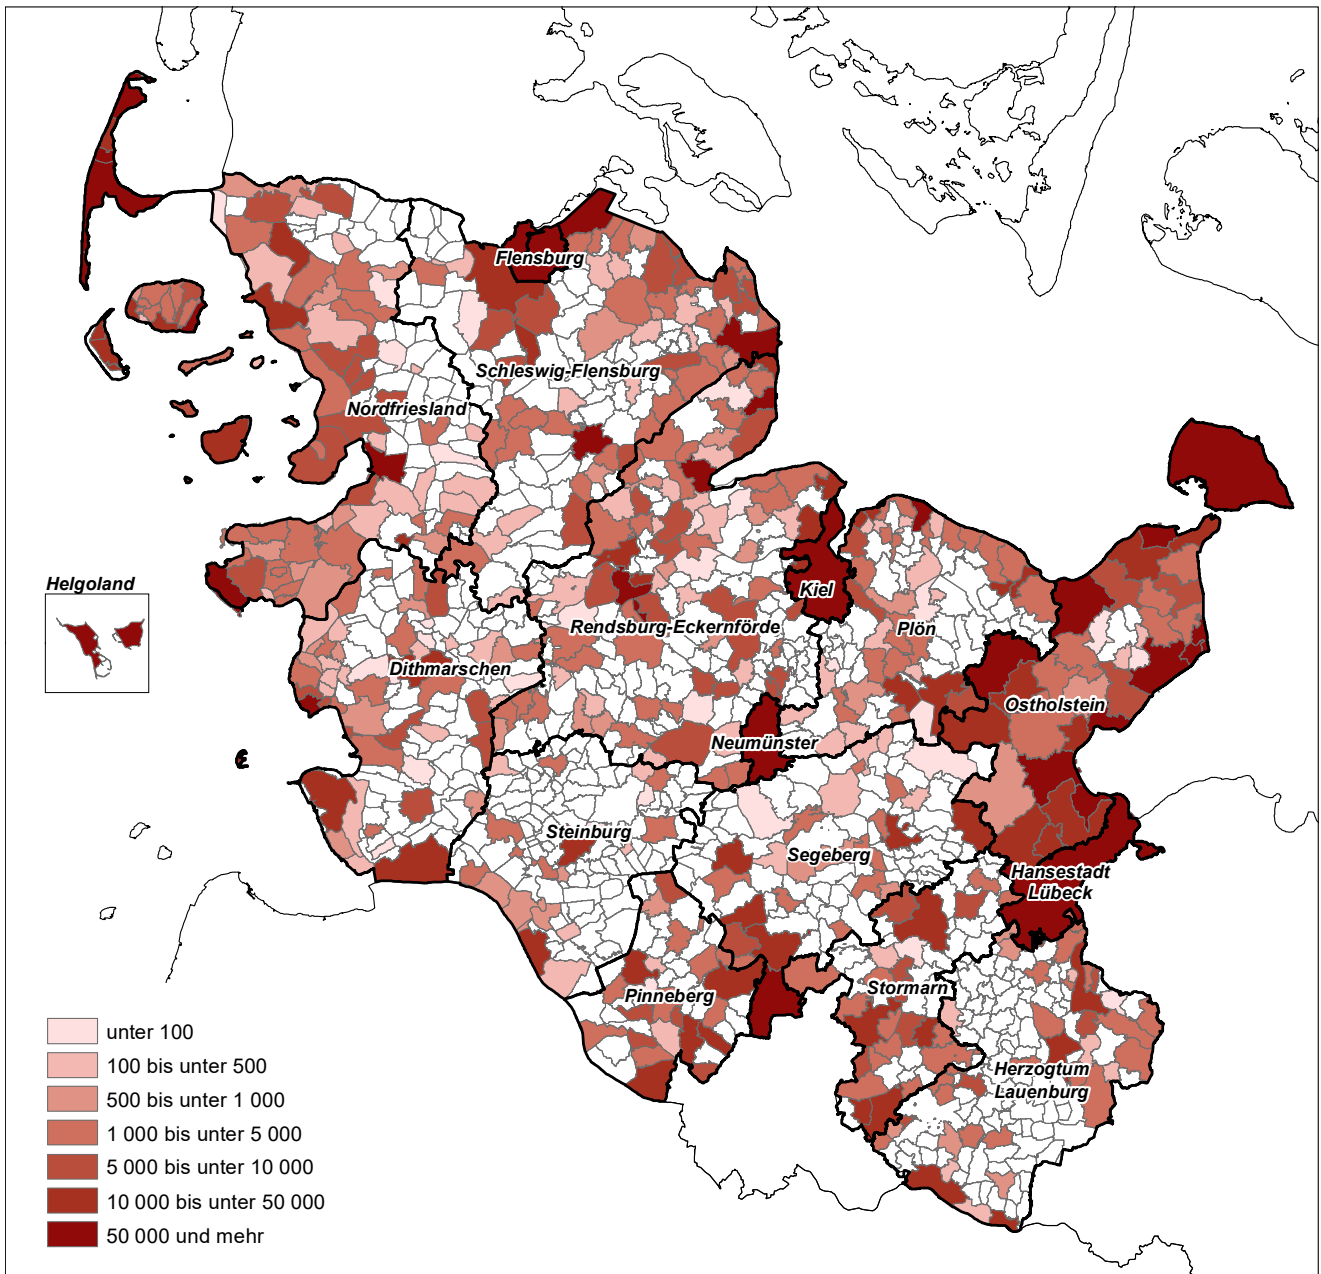 Flensburg
Schleswig-Flensburg
Nordfriesland
Helgoland
Kiel
Rendsburg-Eckernförde
Plön
Dithmarschen
Ostholstein
Neumünster
Steinburg
Segeberg
Hansestadt
Lübeck
Stormarn
Pinneberg
Herzogtum
Lauenburg
unter 100
100 bis unter 500
500 bis unter 1 000
1 000 bis unter 5 000
5 000 bis unter 10 000
10 000 bis unter 50 000
50 000 und mehr